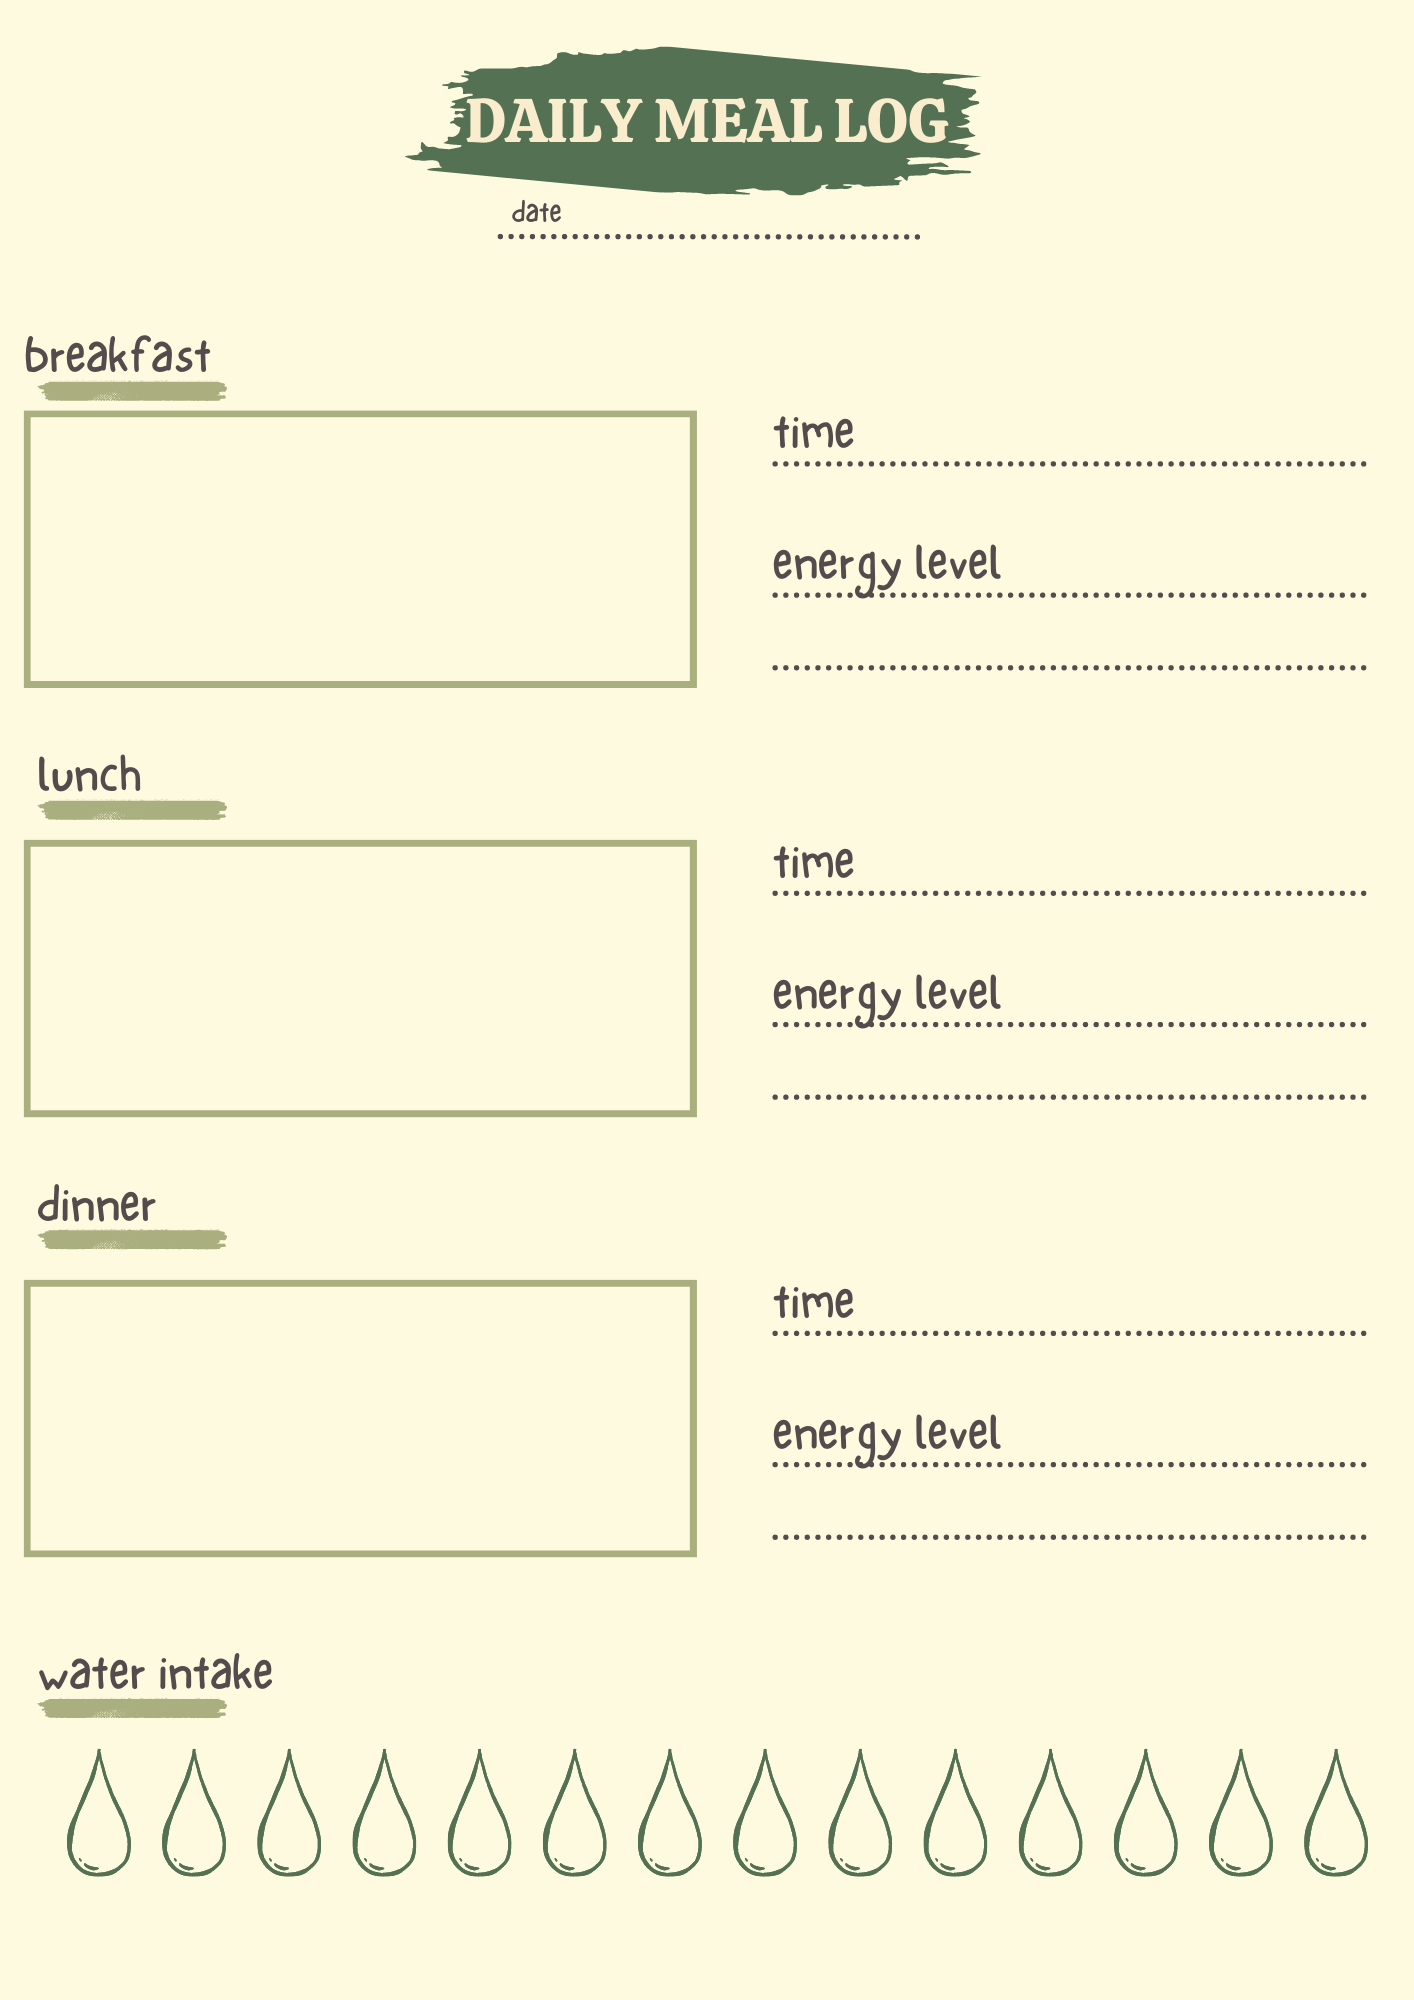 DAILY MEAL LOG
date
breakfast
time
energy level
lunch
time
energy level
dinner
time
energy level
water intake